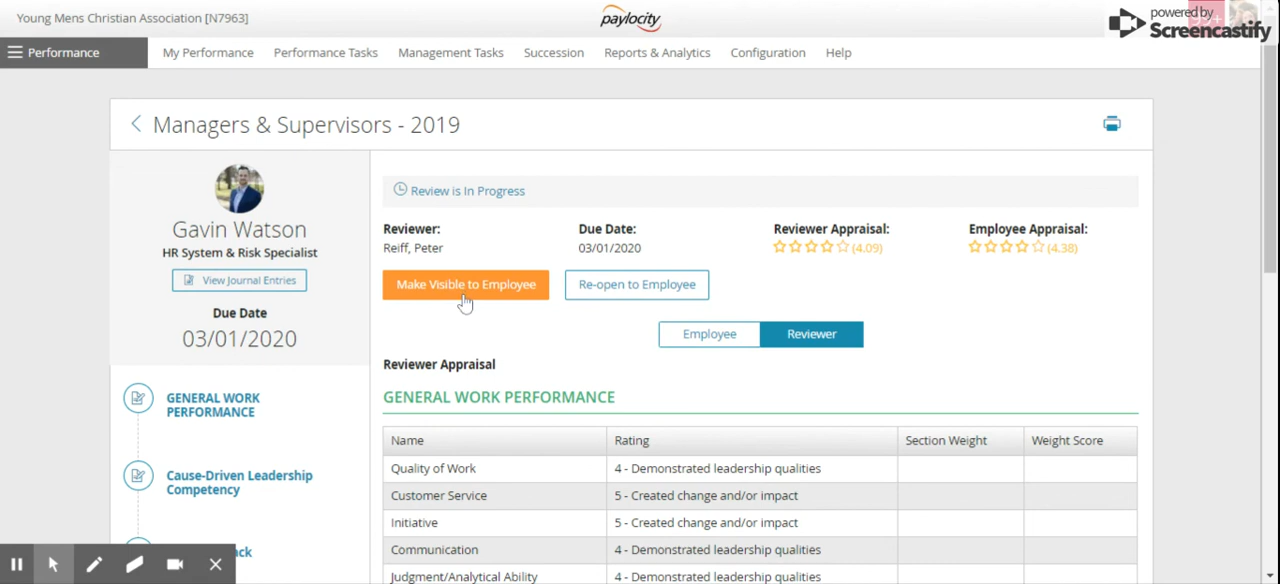 Young Mens Christian Association [N7963]
paylocity
powered by
Screencastify
Performance
My Performance
Performance Tasks
Management Tasks
Succession
Reports & Analytics
Configuration
Help
Managers & Supervisors - 2019
Gavin Watson
HR System & Risk Specialist
View Journal Entries
Due Date
03/01/2020
GENERAL WORK
PERFORMANCE
Cause-Driven Leadership
Competency
Review is In Progress
Reviewer:
Reiff, Peter
Due Date:
03/01/2020
Reviewer Appraisal:
(4.09)
Employee Appraisal:
(4.38)
Make Visible to Employee
Re-open to Employee
Employee
Reviewer
Reviewer Appraisal
GENERAL WORK PERFORMANCE
Name Rating Section Weight Weight Score
Quality of Work 4 - Demonstrated leadership qualities
Customer Service 5 - Created change and/or impact
Initiative 5 - Created change and/or impact
Communication 4 - Demonstrated leadership qualities
Judgment/Analytical Ability 4 - Demonstrated leadership qualities